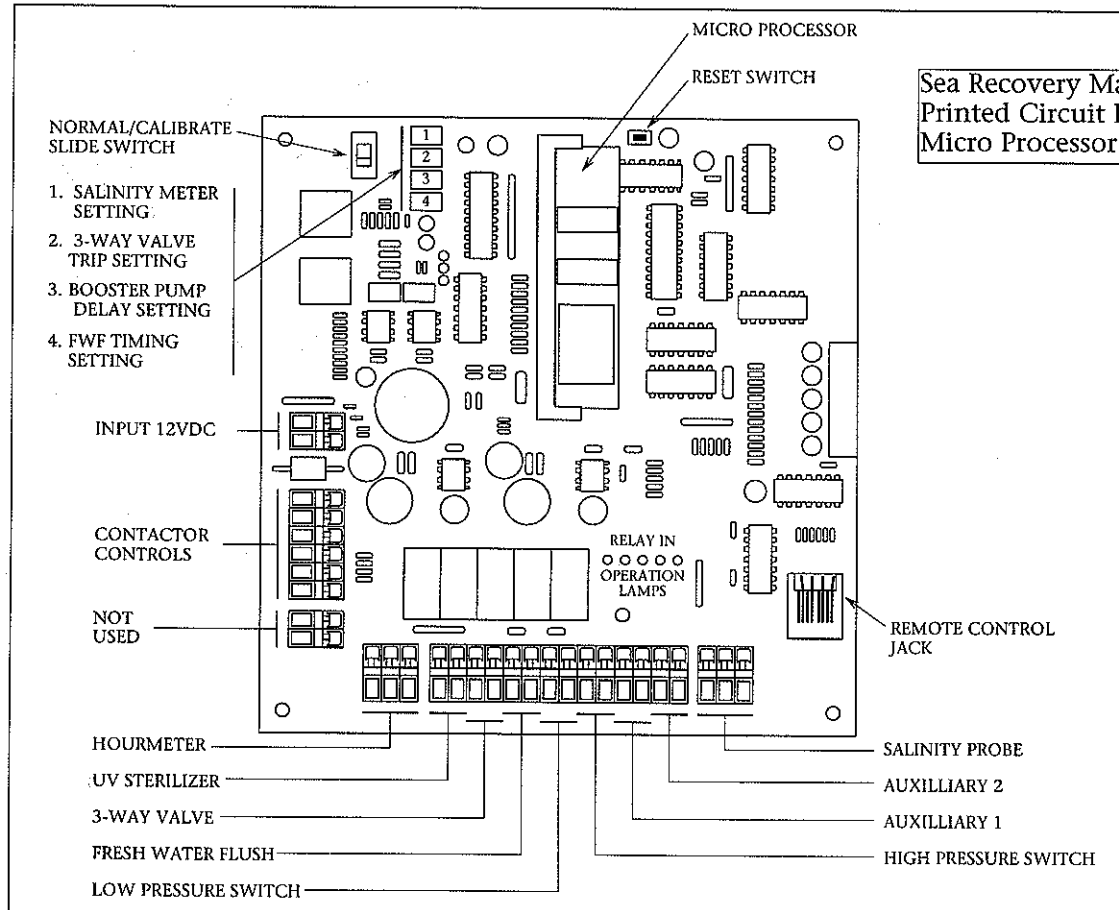 MICRO PROCESSOR
RESET SWITCH
Sea Recovery
Printed Circuit
Micro Processor
NORMAL/CALIBRATE
SLIDE SWITCH
1. SALINITY METER
SETTING
2. 3-WAY VALVE
TRIP SETTING
3. BOOSTER PUMP
DELAY SETTING
4. FWF TIMING
SETTING
1
2
3
4
INPUT 12VDC
CONTACTOR
CONTROLS
NOT
USED
RELAY IN
OPERATION
LAMPS
REMOTE CONTROL
JACK
HOURMETER
UV STERILIZER
3-WAY VALVE
FRESH WATER FLUSH
LOW PRESSURE SWITCH
SALINITY PROBE
AUXILLIARY 2
AUXILLIARY 1
HIGH PRESSURE SWITCH